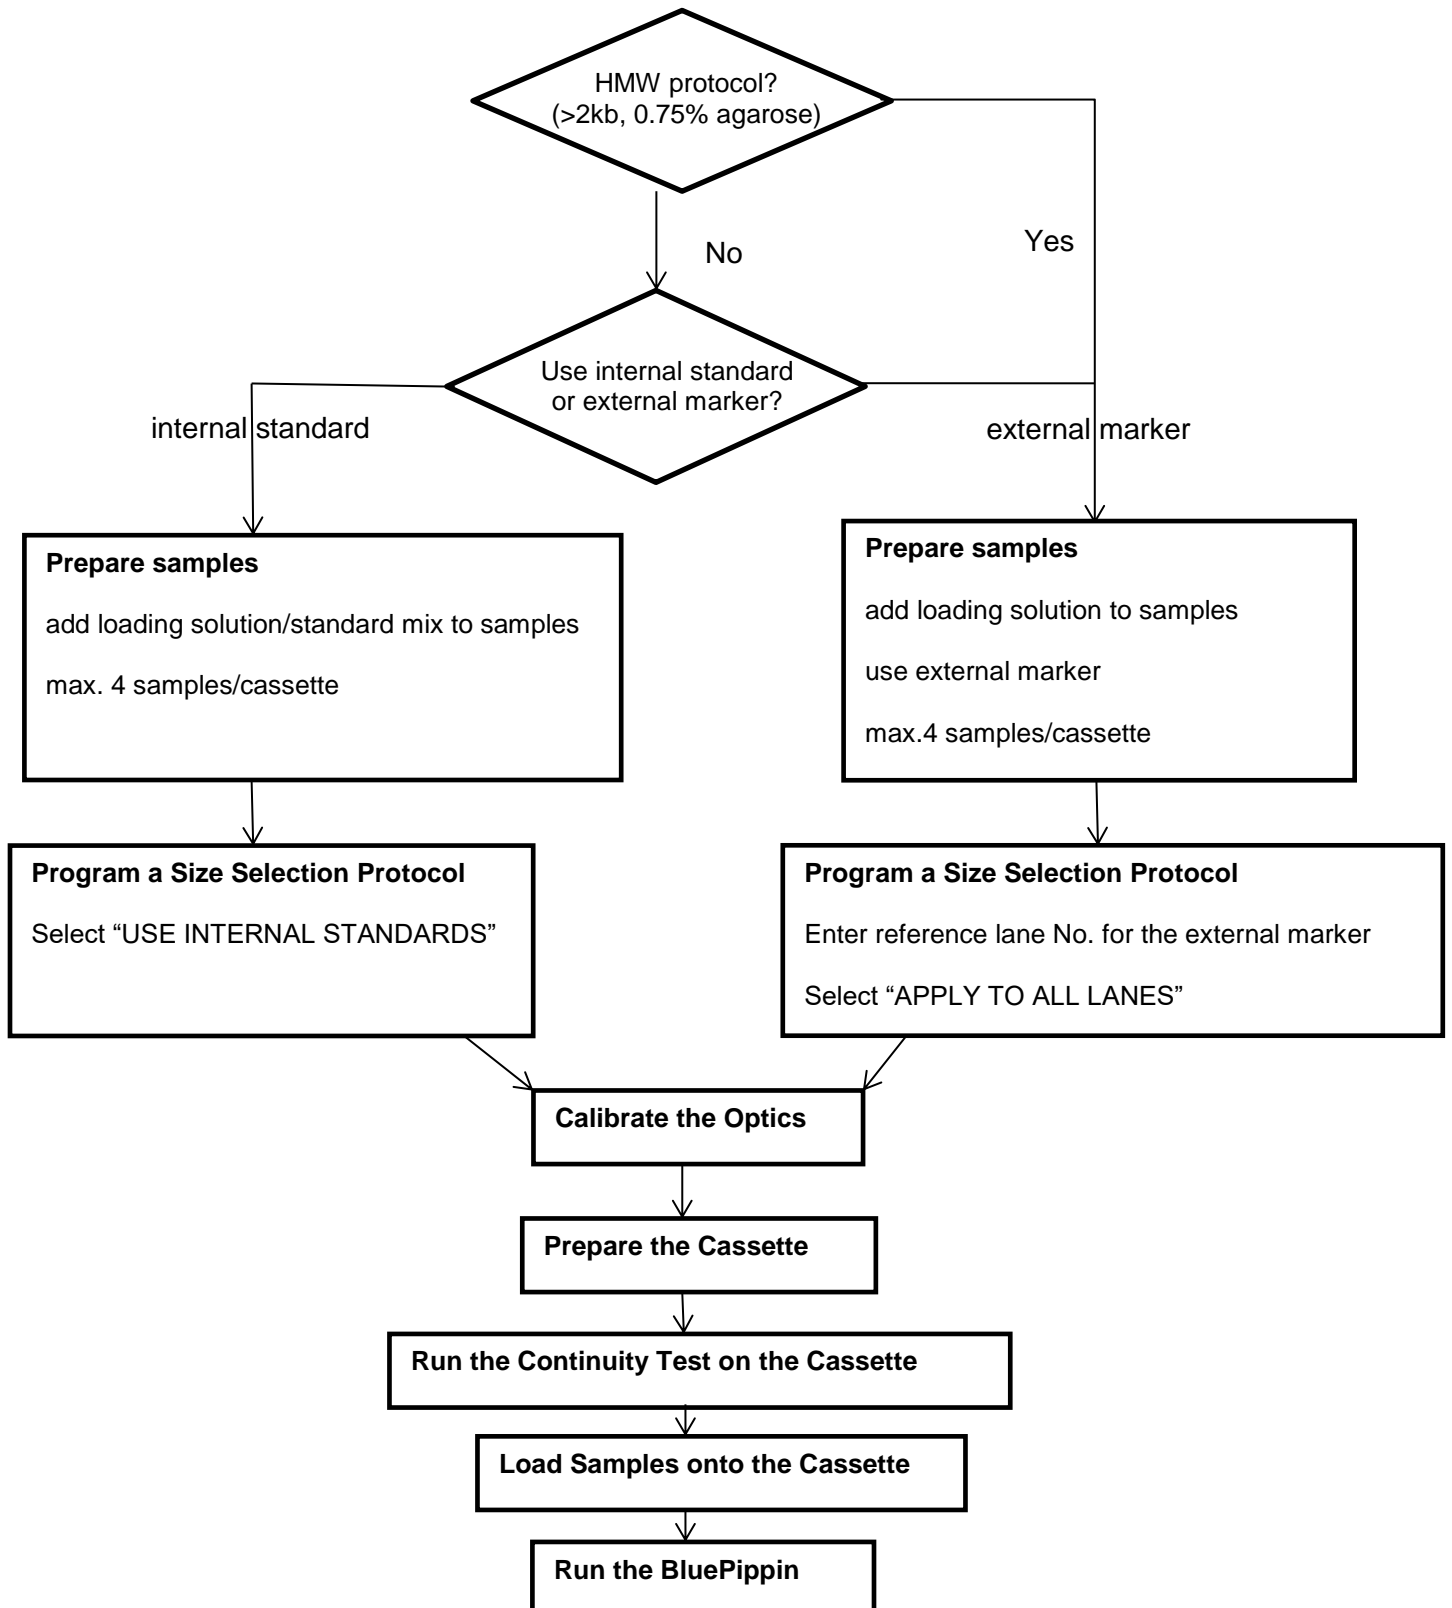 HMW protocol?
(>2kb, 0.75% agarose)
Yes
No
Use internal standard
or external marker?
internal standard
external marker
Prepare samples
add loading solution/standard mix to samples
max. 4 samples/cassette
Prepare samples
add loading solution to samples
use external marker
max.4 samples/cassette
Program a Size Selection Protocol
Select “USE INTERNAL STANDARDS”
Program a Size Selection Protocol
Enter reference lane No. for the external marker
Select “APPLY TO ALL LANES”
Calibrate the Optics
Prepare the Cassette
Run the Continuity Test on the Cassette
Load Samples onto the Cassette
Run the BluePippin